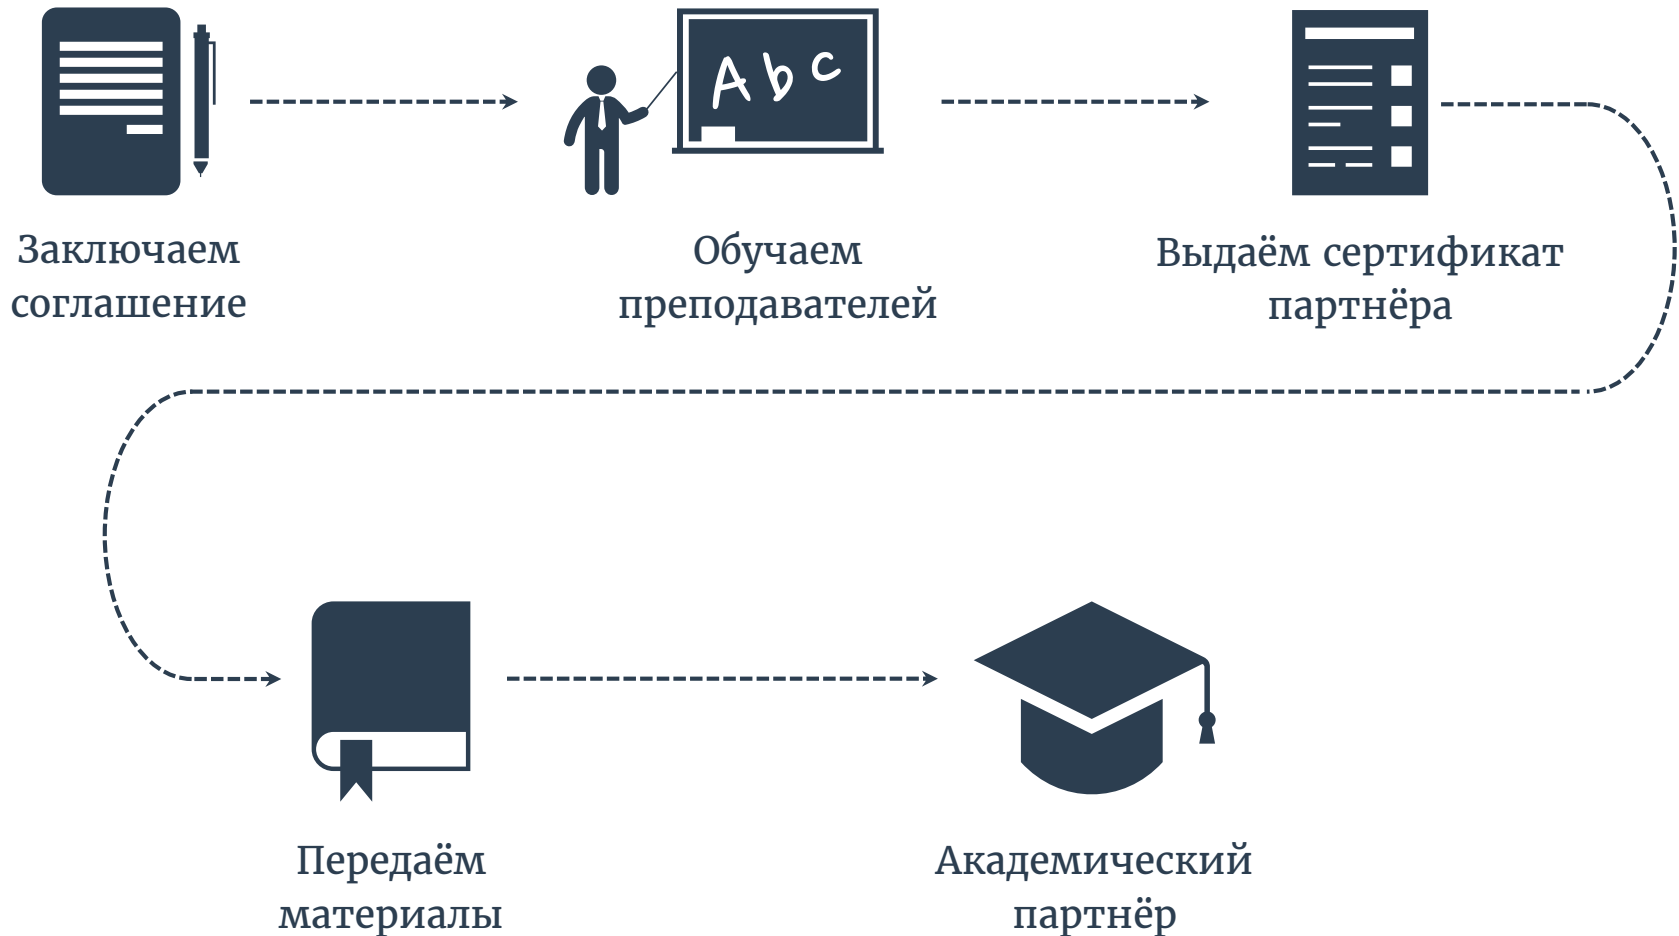 Abc
Заключаем
соглашение
Обучаем
преподавателей
Выдаём сертификат
партнёра
Передаём
материалы
Академический
партнёр